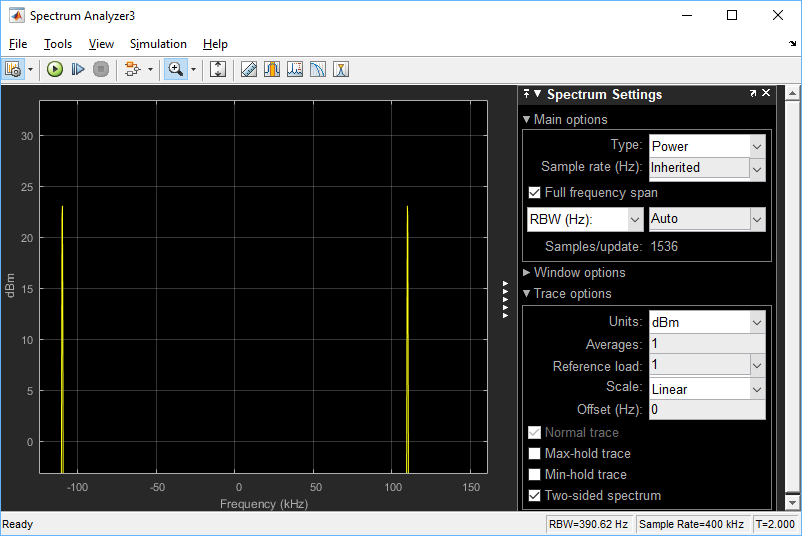 Spectrum Analyzer3
File Tools View Simulation Help
Spectrum Settings
Main options
Type: Power
Sample rate (Hz): Inherited
Full frequency span
RBW (Hz): Auto
Samples/update: 1536
Window options
Trace options
Units: dBm
Averages: 1
Reference load: 1
Scale: Linear
Offset (Hz): 0
Normal trace
Max-hold trace
Min-hold trace
Two-sided spectrum
30
25
20
15
10
5
0
dBm
-100 -50 0 50 100 150
Frequency (kHz)
Ready RBW=390.62 Hz Sample Rate=400 kHz T=2.000